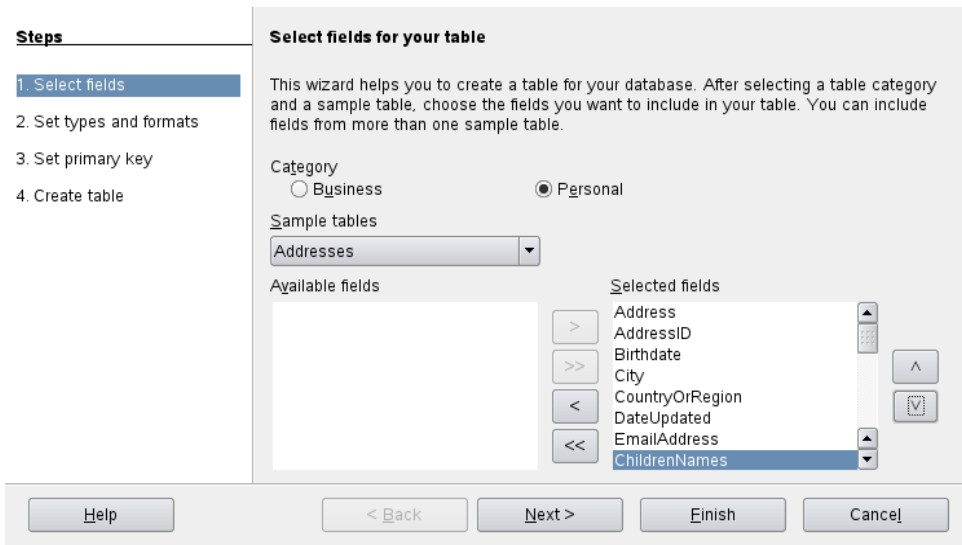 Steps
1. Select fields
2. Set types and formats
3. Set primary key
4. Create table
Select fields for your table
This wizard helps you to create a table for your database. After selecting a table category
and a sample table, choose the fields you want to include in your table. You can include
fields from more than one sample table.
Category
Business
Personal
Sample tables
Addresses
Available fields
Selected fields
>
>>
<
<<
Address
AddressID
Birthdate
City
CountryOrRegion
DateUpdated
EmailAddress
ChildrenNames
^
v
Help
< Back
Next >
Finish
Cancel